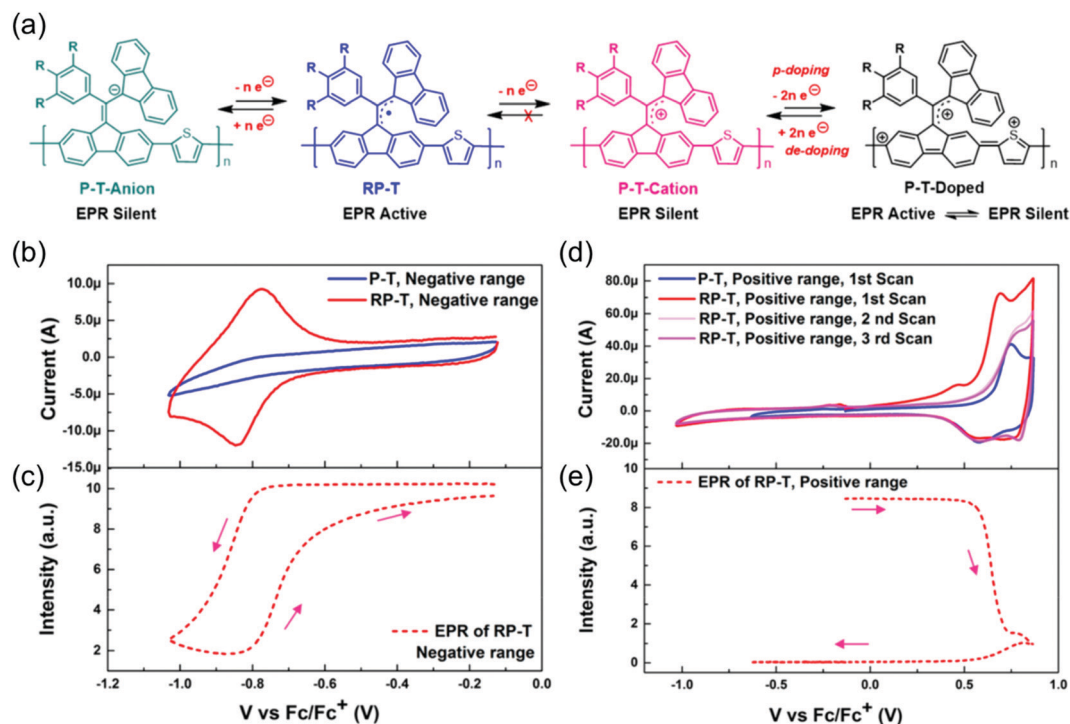 (a)
R
R
R
⊖
- n e⊖
+ n e⊖
S
n
P-T-Anion
EPR Silent
R
R
R
•
- n e⊖
X
S
n
RP-T
EPR Active
R
R
R
⊕
S
n
P-T-Cation
EPR Silent
p-doping
- 2n e⊖
+ 2n e⊖
de-doping
R
R
R
⊕
⊕
⊕
S
n
P-T-Doped
EPR Active ⇌ EPR Silent
(b)
P-T, Negative range
RP-T, Negative range
Current (A)
10.0µ
5.0µ
0.0
-5.0µ
-10.0µ
-15.0µ
(c)
Intensity (a.u.)
10
8
6
4
2
EPR of RP-T
Negative range
-1.2
-1.0
-0.8
-0.6
-0.4
-0.2
0.0
V vs Fc/Fc+ (V)
(d)
P-T, Positive range, 1st Scan
RP-T, Positive range, 1st Scan
RP-T, Positive range, 2 nd Scan
RP-T, Positive range, 3 rd Scan
Current (A)
80.0µ
60.0µ
40.0µ
20.0µ
0.0
-20.0µ
(e)
EPR of RP-T, Positive range
Intensity (a.u.)
10
8
6
4
2
0
-1.0
-0.5
0.0
0.5
1.0
V vs Fc/Fc+ (V)